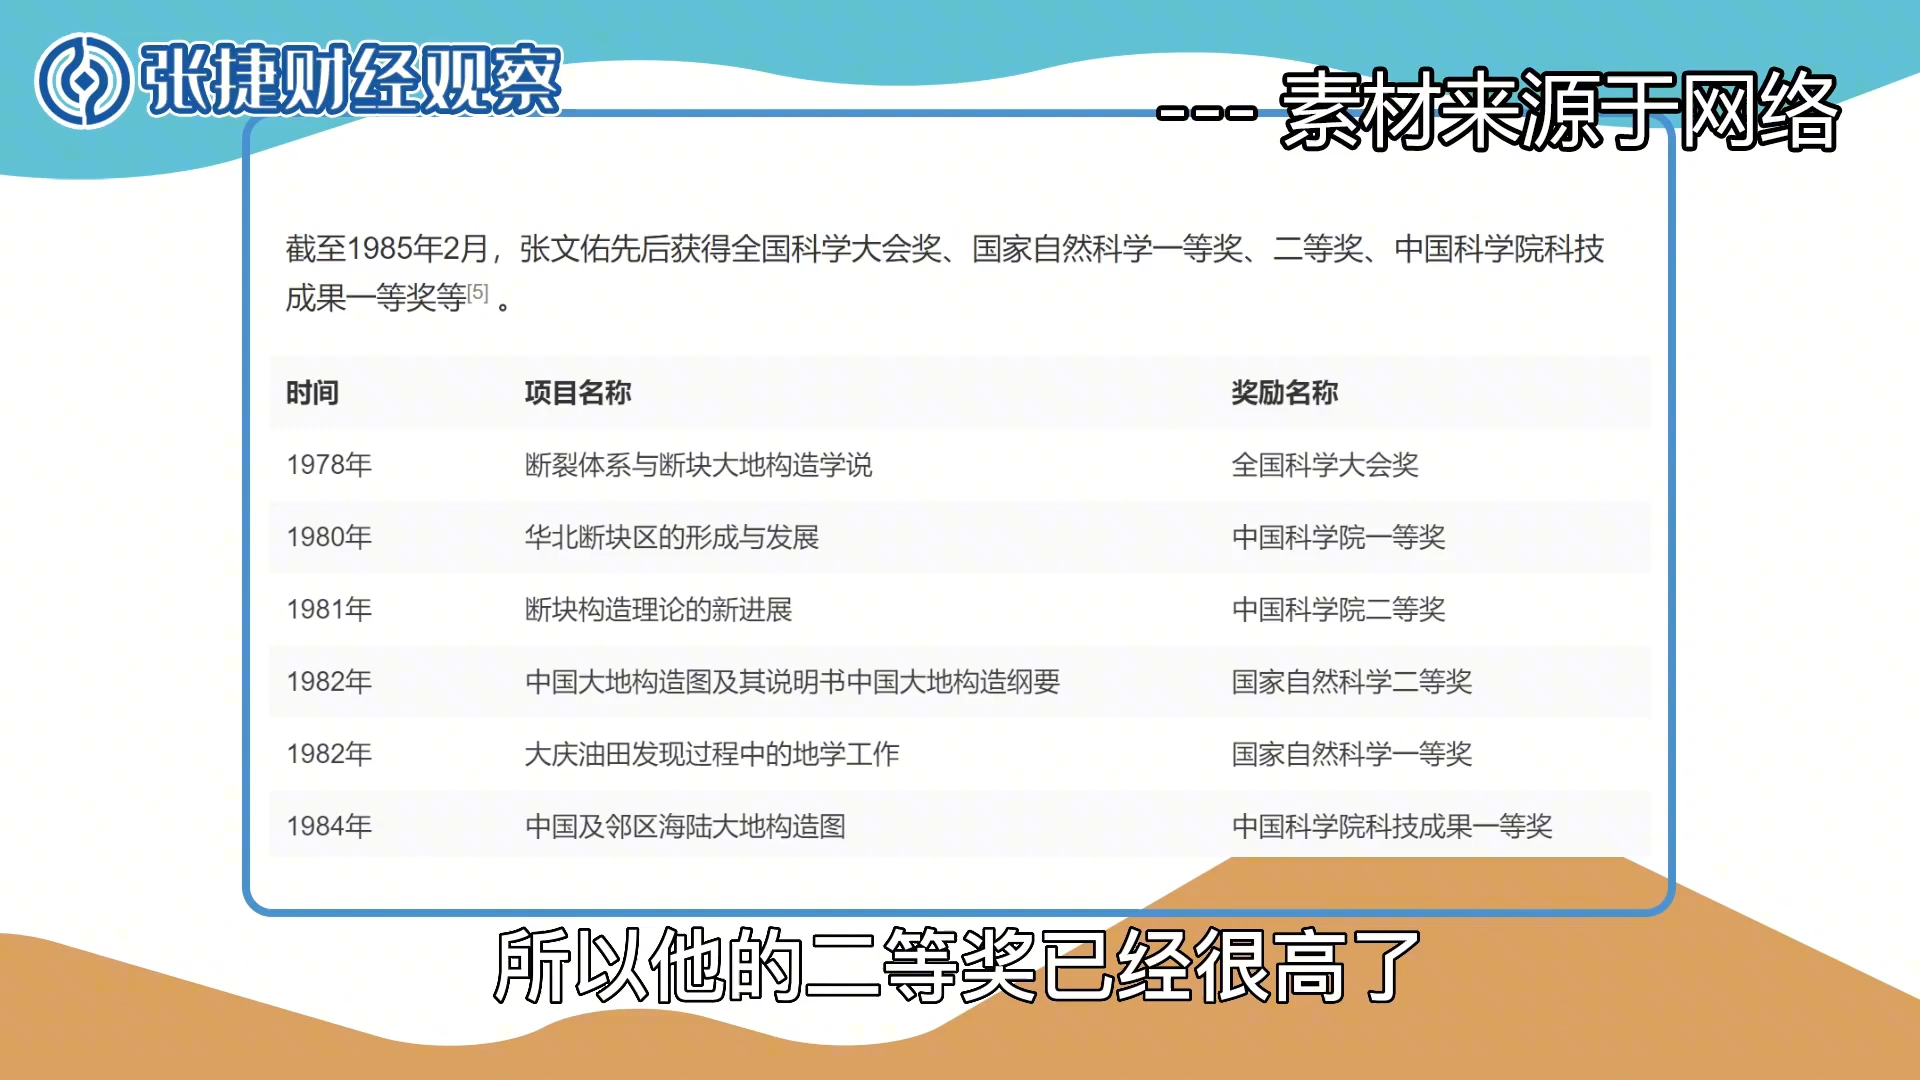 张捷财经观察
--- 素材来源于网络
截至1985年2月，张文佑先后获得全国科学大会奖、国家自然科学一等奖、二等奖、中国科学院科技
成果一等奖等[5] 。
时间 项目名称 奖励名称
1978年 断裂体系与断块大地构造学说 全国科学大会奖
1980年 华北断块区的形成与发展 中国科学院一等奖
1981年 断块构造理论的新进展 中国科学院二等奖
1982年 中国大地构造图及其说明书中国大地构造纲要 国家自然科学二等奖
1982年 大庆油田发现过程中的地学工作 国家自然科学一等奖
1984年 中国及邻区海陆大地构造图 中国科学院科技成果一等奖
所以他的二等奖已经很高了